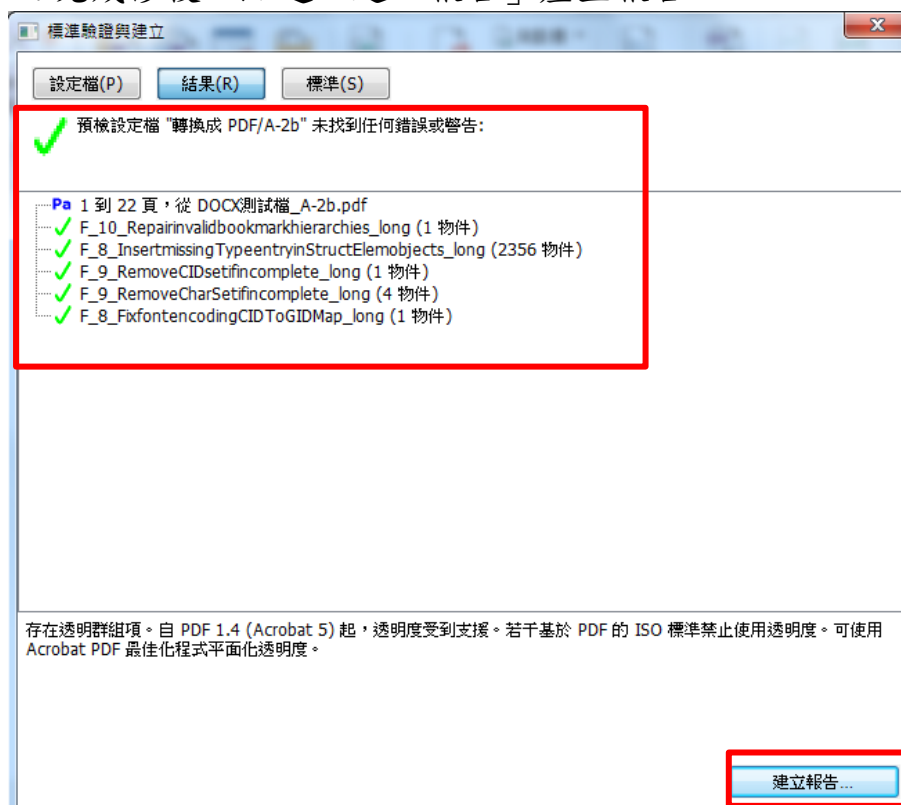 標準驗證與建立
設定檔(P) 結果(R) 標準(S)
預檢設定檔 "轉換成 PDF/A-2b" 未找到任何錯誤或警告:
Pa 1 到 22 頁，從 DOCX測試檔_A-2b.pdf
F_10_Repairinvalidbookmarkhierarchies_long (1 物件)
F_8_InsertmissingTypeentryinStructElemobjects_long (2356 物件)
F_9_RemoveCIDsetifincomplete_long (1 物件)
F_9_RemoveCharSetifincomplete_long (4 物件)
F_8_FixfontencodingCIDToGIDMap_long (1 物件)
存在透明群組項。自 PDF 1.4 (Acrobat 5) 起，透明度受到支援。若干基於 PDF 的 ISO 標準禁止使用透明度。可使用
Acrobat PDF 最佳化程式平面化透明度。
建立報告...